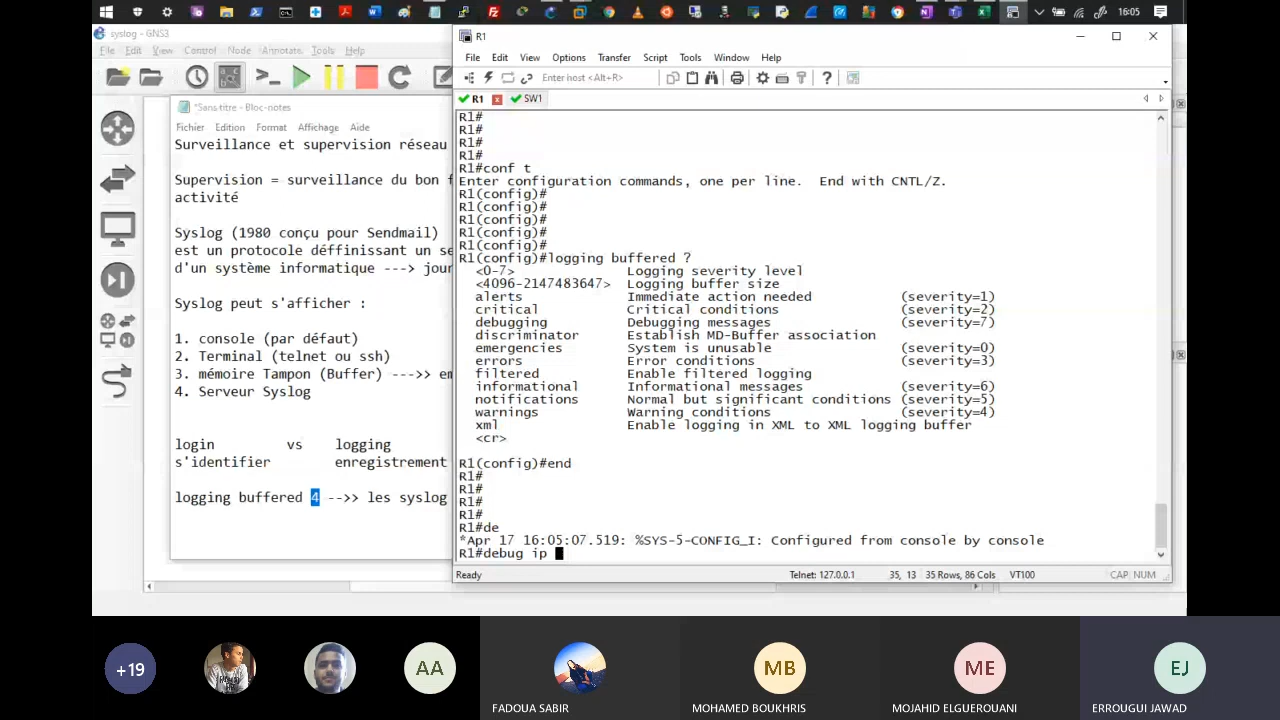 16:05
syslog - GNS3
File Edit View Control Node Annotate Tools Help
*Sans titre - Bloc-notes
Fichier Edition Format Affichage Aide
Surveillance et supervision réseau
Supervision = surveillance du bon f
activité
Syslog (1980 conçu pour Sendmail)
est un protocole déffinissant un se
d'un système informatique ---> jour
Syslog peut s'afficher :
1. console (par défaut)
2. Terminal (telnet ou ssh)
3. mémoire Tampon (Buffer) --->> em
4. Serveur Syslog
login vs logging
s'identifier enregistrement
logging buffered 4 -->> les syslog
R1
File Edit View Options Transfer Script Tools Window Help
Enter host <Alt+R>
R1 SW1
R1#
R1#
R1#
R1#
R1#conf t
Enter configuration commands, one per line. End with CNTL/Z.
R1(config)#
R1(config)#
R1(config)#
R1(config)#
R1(config)#
R1(config)#logging buffered ?
<0-7> Logging severity level
<4096-2147483647> Logging buffer size
alerts Immediate action needed (severity=1)
critical Critical conditions (severity=2)
debugging Debugging messages (severity=7)
discriminator Establish MD-Buffer association
emergencies System is unusable (severity=0)
errors Error conditions (severity=3)
filtered Enable filtered logging
informational Informational messages (severity=6)
notifications Normal but significant conditions (severity=5)
warnings Warning conditions (severity=4)
xml Enable logging in XML to XML logging buffer
<cr>
R1(config)#end
R1#
R1#
R1#
R1#
R1#de
*Apr 17 16:05:07.519: %SYS-5-CONFIG_I: Configured from console by console
R1#debug ip
Ready Telnet: 127.0.0.1 35, 13 35 Rows, 86 Cols VT100 CAP NUM
+19
AA
MB
ME
EJ
FADOUA SABIR
MOHAMED BOUKHRIS
MOJAHID ELGUEROUANI
ERROUGUI JAWAD